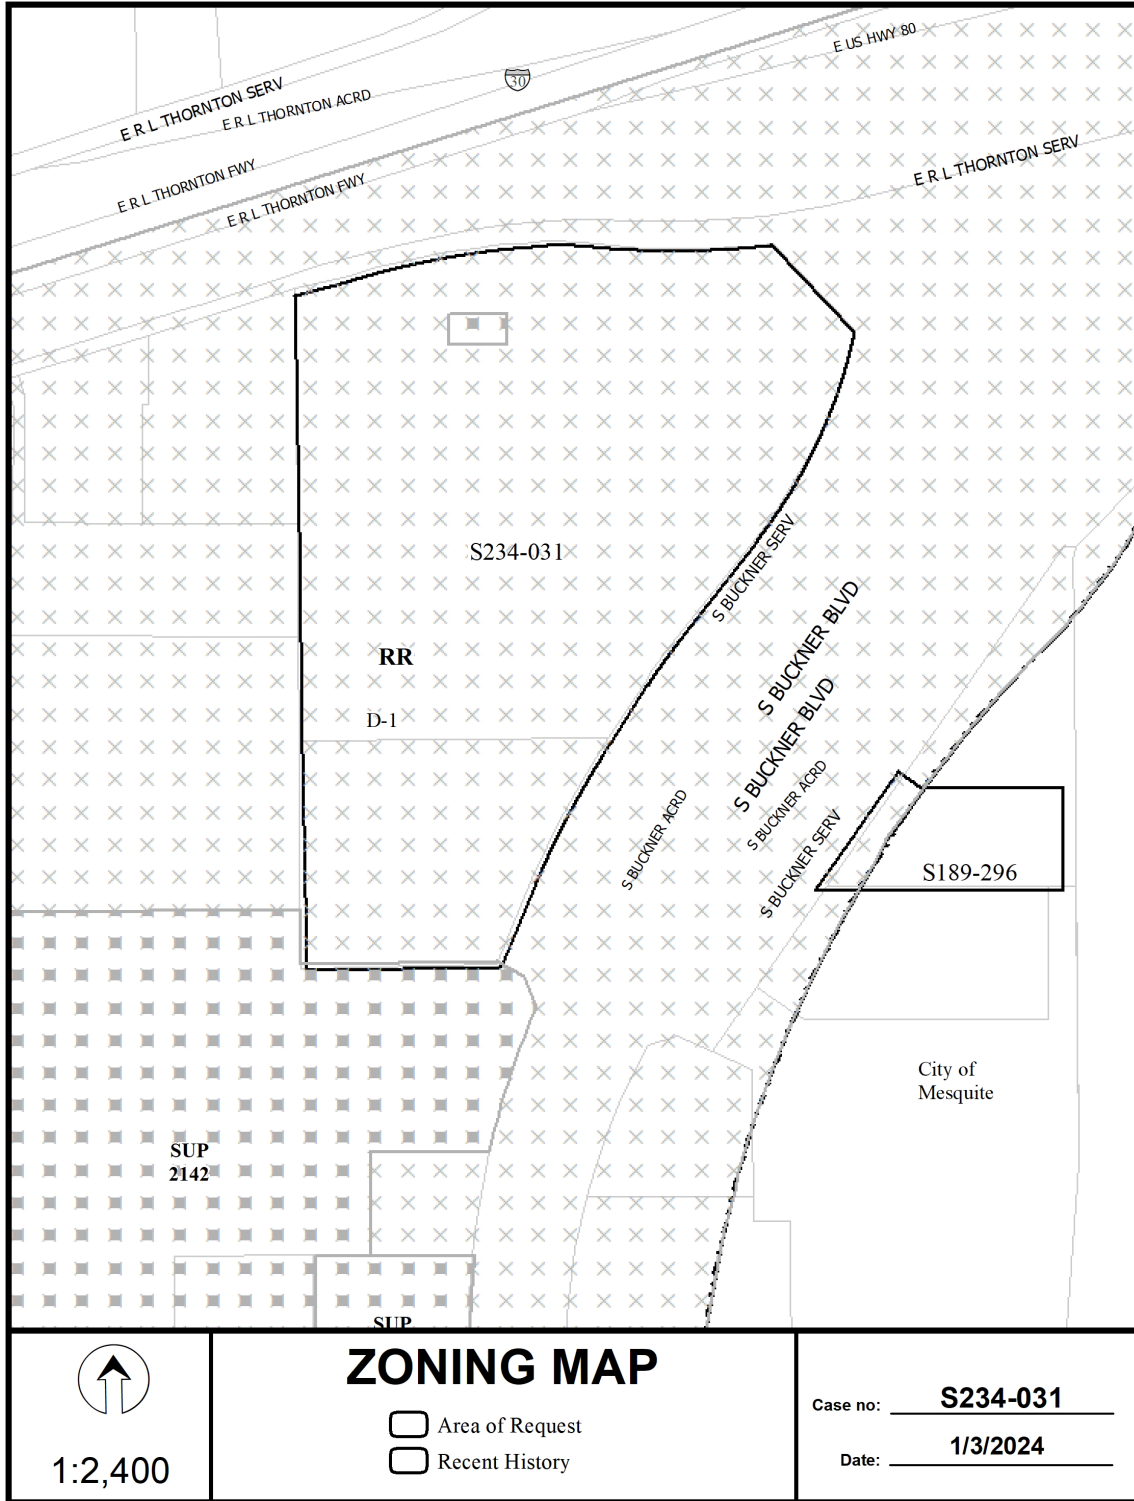 E US HWY 80
30
E R L THORNTON SERV
E R L THORNTON ACRD
E R L THORNTON SERV
E R L THORNTON FWY
E R L THORNTON FWY
S234-031
S BUCKNER SERV
S BUCKNER BLVD
RR
D-1
S BUCKNER BLVD
S BUCKNER ACRD
S BUCKNER ACRD
S BUCKNER SERV
S189-296
City of
Mesquite
SUP
2142
SUP
1:2,400
ZONING MAP
Area of Request
Recent History
Case no: S234-031
Date: 1/3/2024